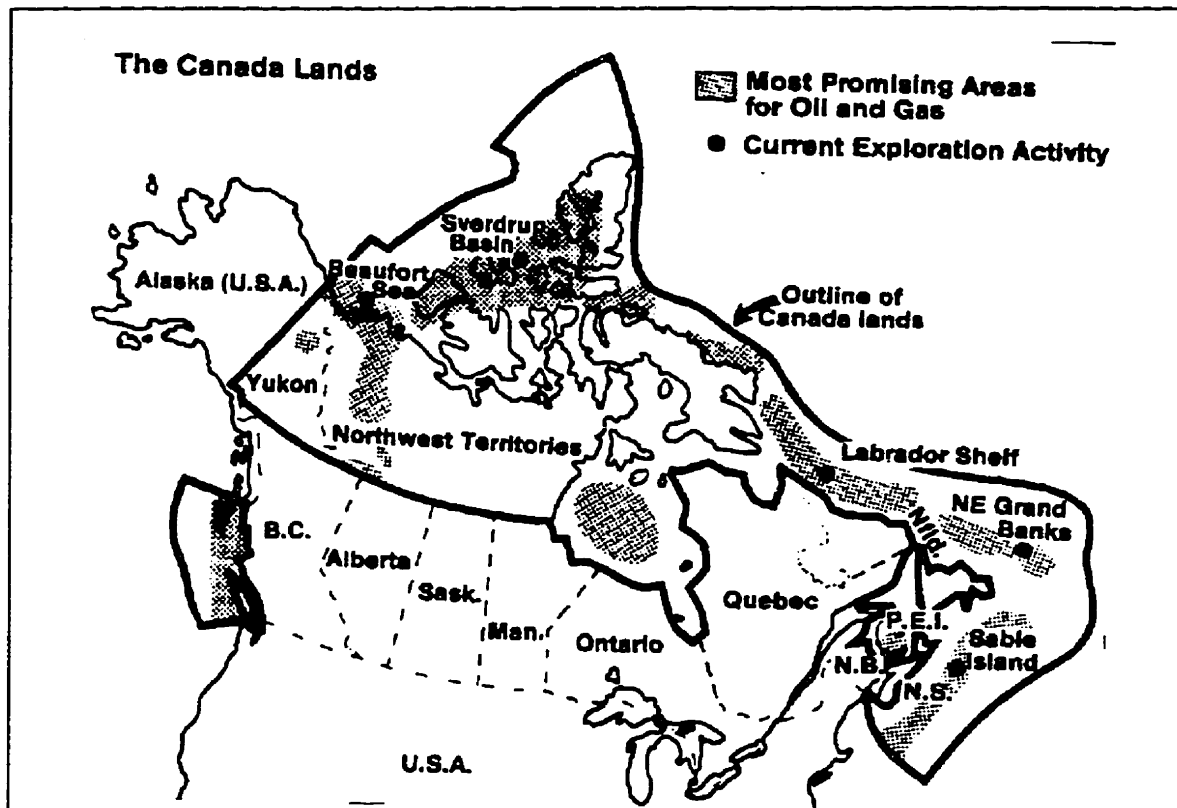 The Canada Lands
Most Promising Areas
for Oil and Gas
Current Exploration Activity
Sverdrup
Basin
Beaufort
Sea
Alaska (U.S.A.)
Outline of
Canada lands
Yukon
Northwest Territories
Labrador Shelf
NE Grand
Banks
Nfld.
B.C.
Alberta
Sask.
Man.
Ontario
Quebec
P.E.I.
Sable
Island
N.B.
N.S.
U.S.A.